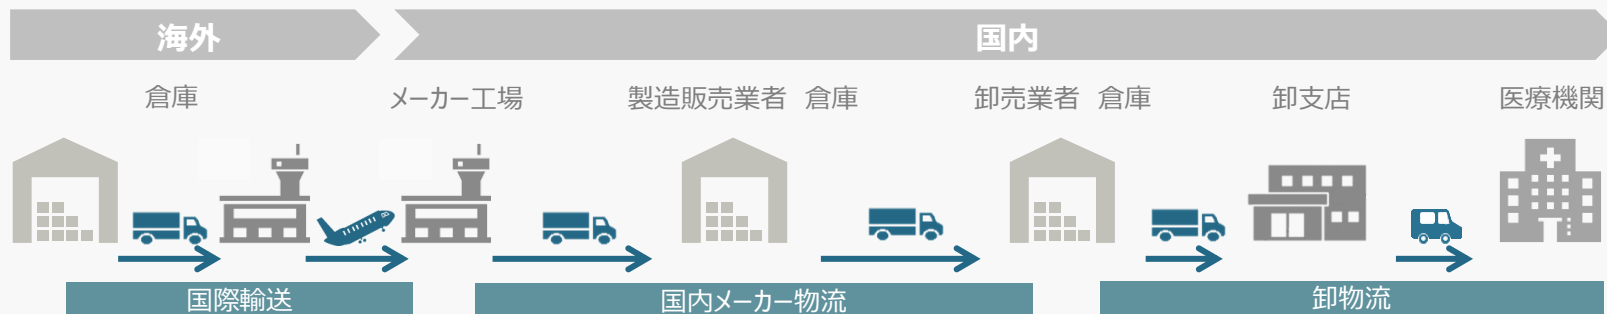 海外
国内
倉庫
メーカー工場
製造販売業者 倉庫
卸売業者 倉庫
卸支店
医療機関
国際輸送
国内メーカー物流
卸物流